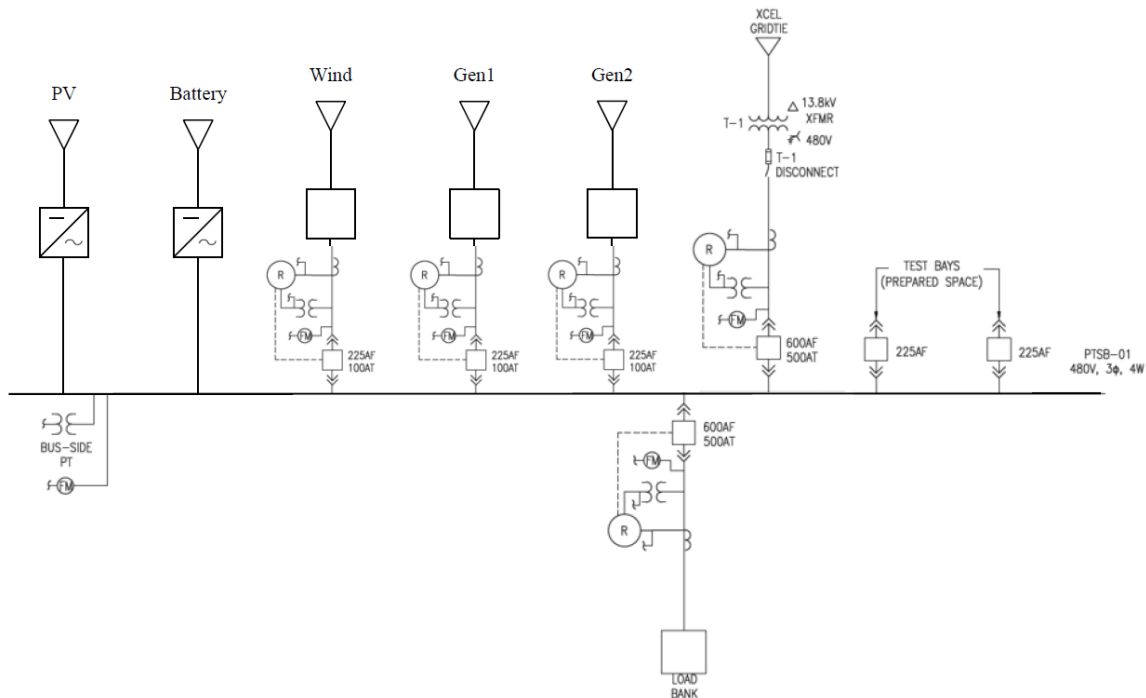 XCEL
GRIDTIE
PV
Battery
Wind
Gen1
Gen2
13.8kV
XFMR
T-1
480V
T-1
DISCONNECT
R
R
R
R
TEST BAYS
(PREPARED SPACE)
FM
FM
FM
FM
225AF
100AT
225AF
100AT
225AF
100AT
600AF
500AT
225AF
225AF
PTSB-01
480V, 3ϕ, 4W
BUS-SIDE
PT
FM
600AF
500AT
FM
R
LOAD
BANK